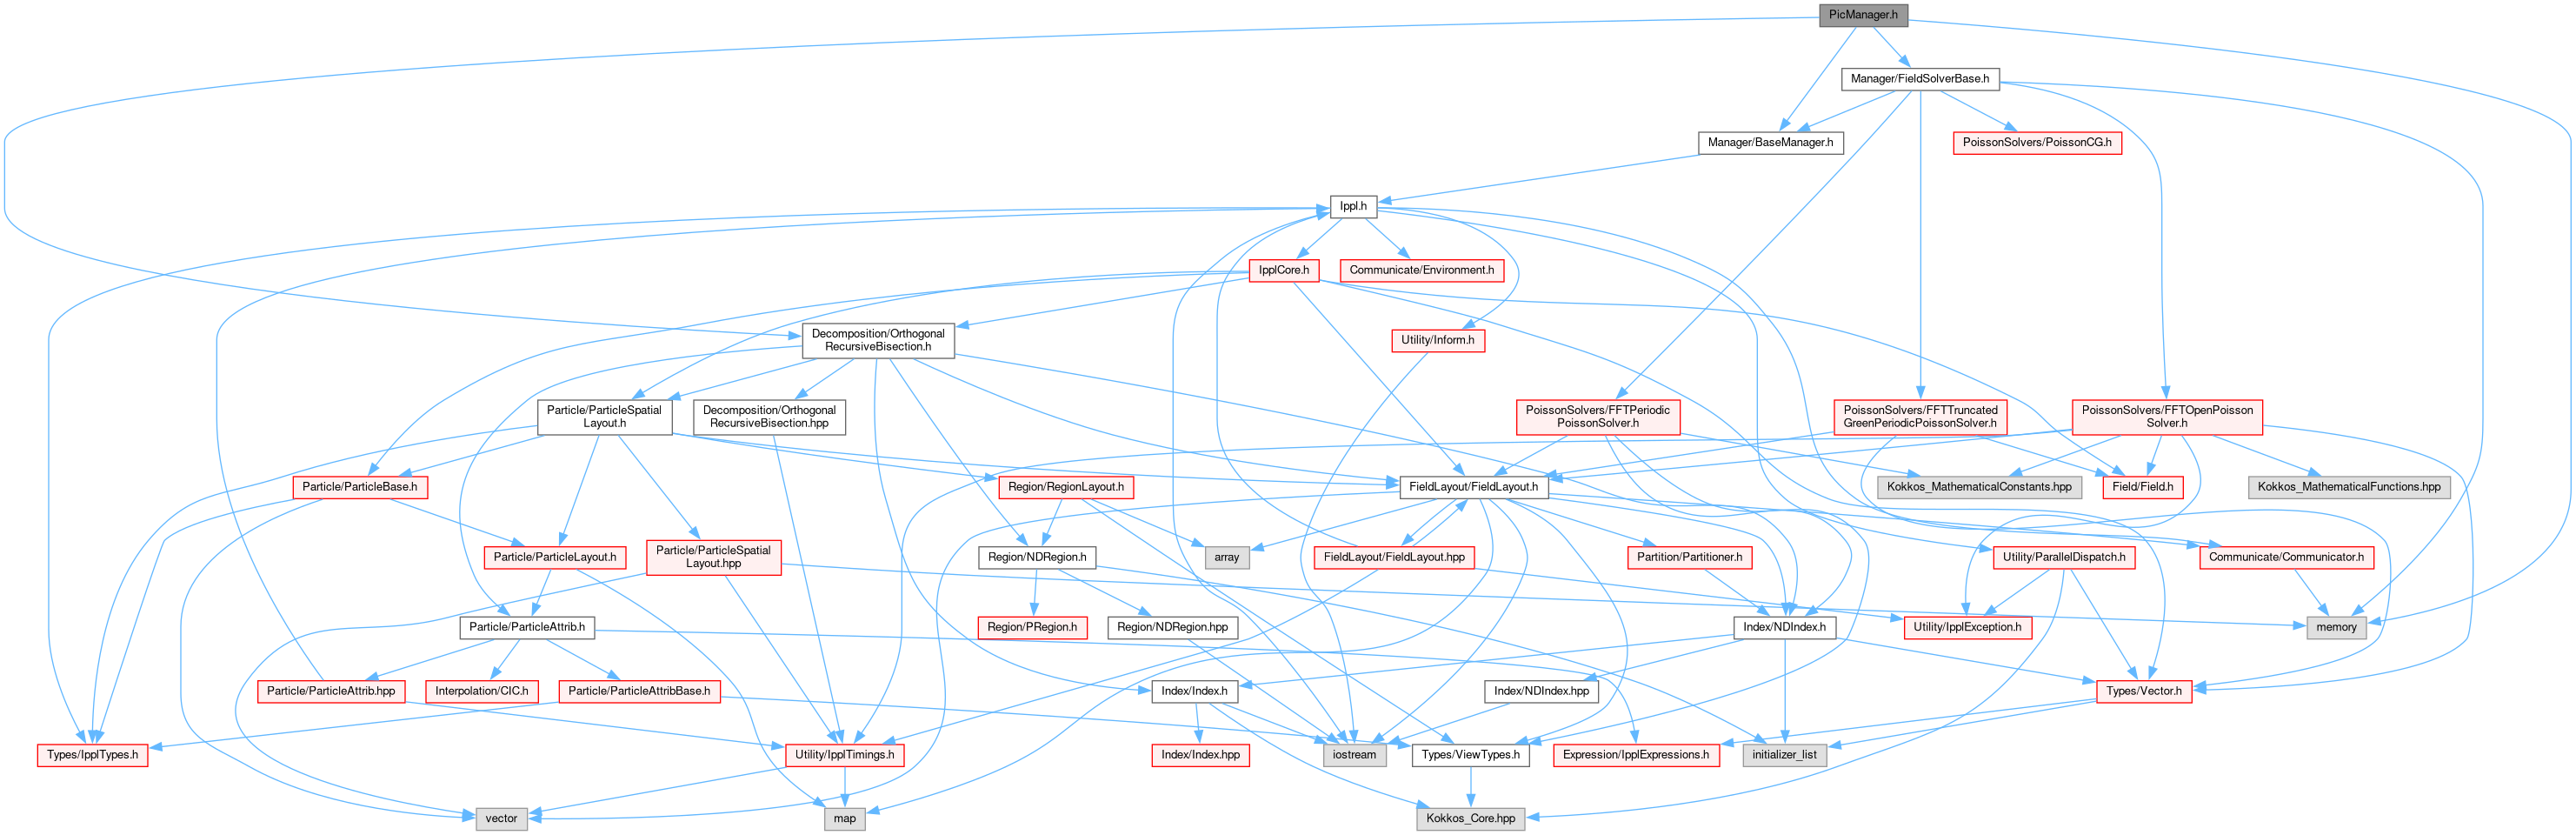 PicManager.h
Manager/FieldSolverBase.h
Manager/BaseManager.h
PoissonSolvers/PoissonCG.h
Ippl.h
IpplCore.h
Communicate/Environment.h
Decomposition/Orthogonal
RecursiveBisection.h
Utility/Inform.h
Particle/ParticleSpatial
Layout.h
Decomposition/Orthogonal
RecursiveBisection.hpp
PoissonSolvers/FFTPeriodic
PoissonSolver.h
PoissonSolvers/FFTTruncated
GreenPeriodicPoissonSolver.h
PoissonSolvers/FFTOpenPoisson
Solver.h
Particle/ParticleBase.h
Region/RegionLayout.h
FieldLayout/FieldLayout.h
Kokkos_MathematicalConstants.hpp
Field/Field.h
Kokkos_MathematicalFunctions.hpp
Particle/ParticleLayout.h
Particle/ParticleSpatial
Layout.hpp
Region/NDRegion.h
array
FieldLayout/FieldLayout.hpp
Partition/Partitioner.h
Utility/ParallelDispatch.h
Communicate/Communicator.h
Particle/ParticleAttrib.h
Region/PRegion.h
Region/NDRegion.hpp
Index/NDIndex.h
Utility/IpplException.h
memory
Particle/ParticleAttrib.hpp
Interpolation/CIC.h
Particle/ParticleAttribBase.h
Index/Index.h
Index/NDIndex.hpp
Types/Vector.h
Types/IpplTypes.h
Utility/IpplTimings.h
Index/Index.hpp
iostream
Types/ViewTypes.h
Expression/IpplExpressions.h
initializer_list
vector
map
Kokkos_Core.hpp